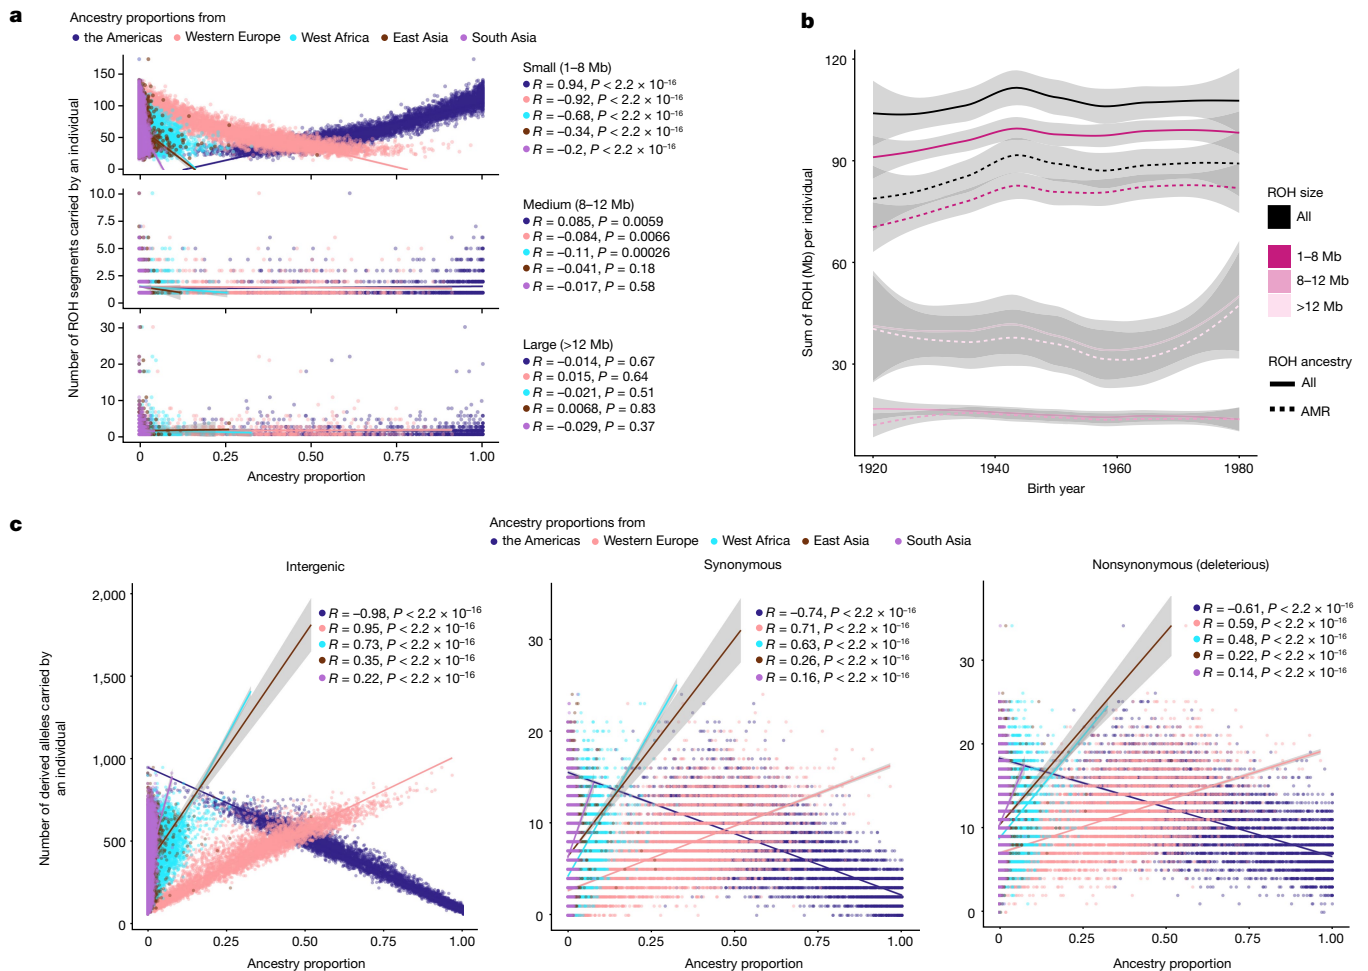 a
Ancestry proportions from
the Americas Western Europe West Africa East Asia South Asia
Number of ROH segments carried by an individual
150
100
50
0
Small (1–8 Mb)
R = 0.94, P < 2.2 × 10–16
R = –0.92, P < 2.2 × 10–16
R = –0.68, P < 2.2 × 10–16
R = –0.34, P < 2.2 × 10–16
R = –0.2, P < 2.2 × 10–16
10.0
7.5
5.0
2.5
0
Medium (8–12 Mb)
R = 0.085, P = 0.0059
R = –0.084, P = 0.0066
R = –0.11, P = 0.00026
R = –0.041, P = 0.18
R = –0.017, P = 0.58
30
20
10
0
Large (>12 Mb)
R = –0.014, P = 0.67
R = 0.015, P = 0.64
R = –0.021, P = 0.51
R = 0.0068, P = 0.83
R = –0.029, P = 0.37
0 0.25 0.50 0.75 1.00
Ancestry proportion
b
Sum of ROH (Mb) per individual
120
90
60
30
1920 1940 1960 1980
Birth year
ROH size
All
1–8 Mb
8–12 Mb
>12 Mb
ROH ancestry
All
AMR
c
Ancestry proportions from
the Americas Western Europe West Africa East Asia South Asia
Number of derived alleles carried by
an individual
Intergenic
2,000
1,500
1,000
500
0
R = –0.98, P < 2.2 × 10–16
R = 0.95, P < 2.2 × 10–16
R = 0.73, P < 2.2 × 10–16
R = 0.35, P < 2.2 × 10–16
R = 0.22, P < 2.2 × 10–16
0 0.25 0.50 0.75 1.00
Ancestry proportion
Synonymous
30
20
10
0
R = –0.74, P < 2.2 × 10–16
R = 0.71, P < 2.2 × 10–16
R = 0.63, P < 2.2 × 10–16
R = 0.26, P < 2.2 × 10–16
R = 0.16, P < 2.2 × 10–16
0 0.25 0.50 0.75 1.00
Ancestry proportion
Nonsynonymous (deleterious)
30
20
10
0
R = –0.61, P < 2.2 × 10–16
R = 0.59, P < 2.2 × 10–16
R = 0.48, P < 2.2 × 10–16
R = 0.22, P < 2.2 × 10–16
R = 0.14, P < 2.2 × 10–16
0 0.25 0.50 0.75 1.00
Ancestry proportion